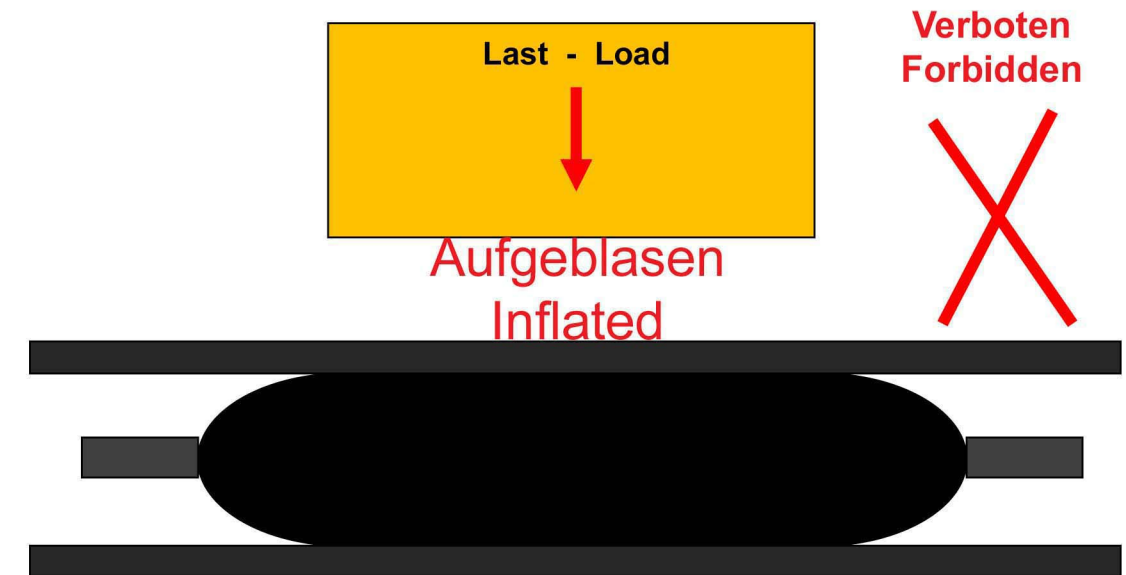 Last - Load
Verboten
Forbidden
Aufgeblasen
Inflated